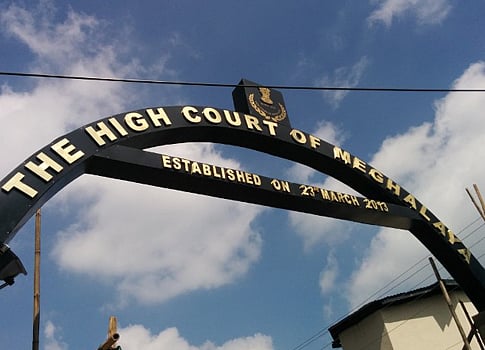 THE HIGH COURT OF MEGHALAYA
ESTABLISHED ON 23rd MARCH 2013